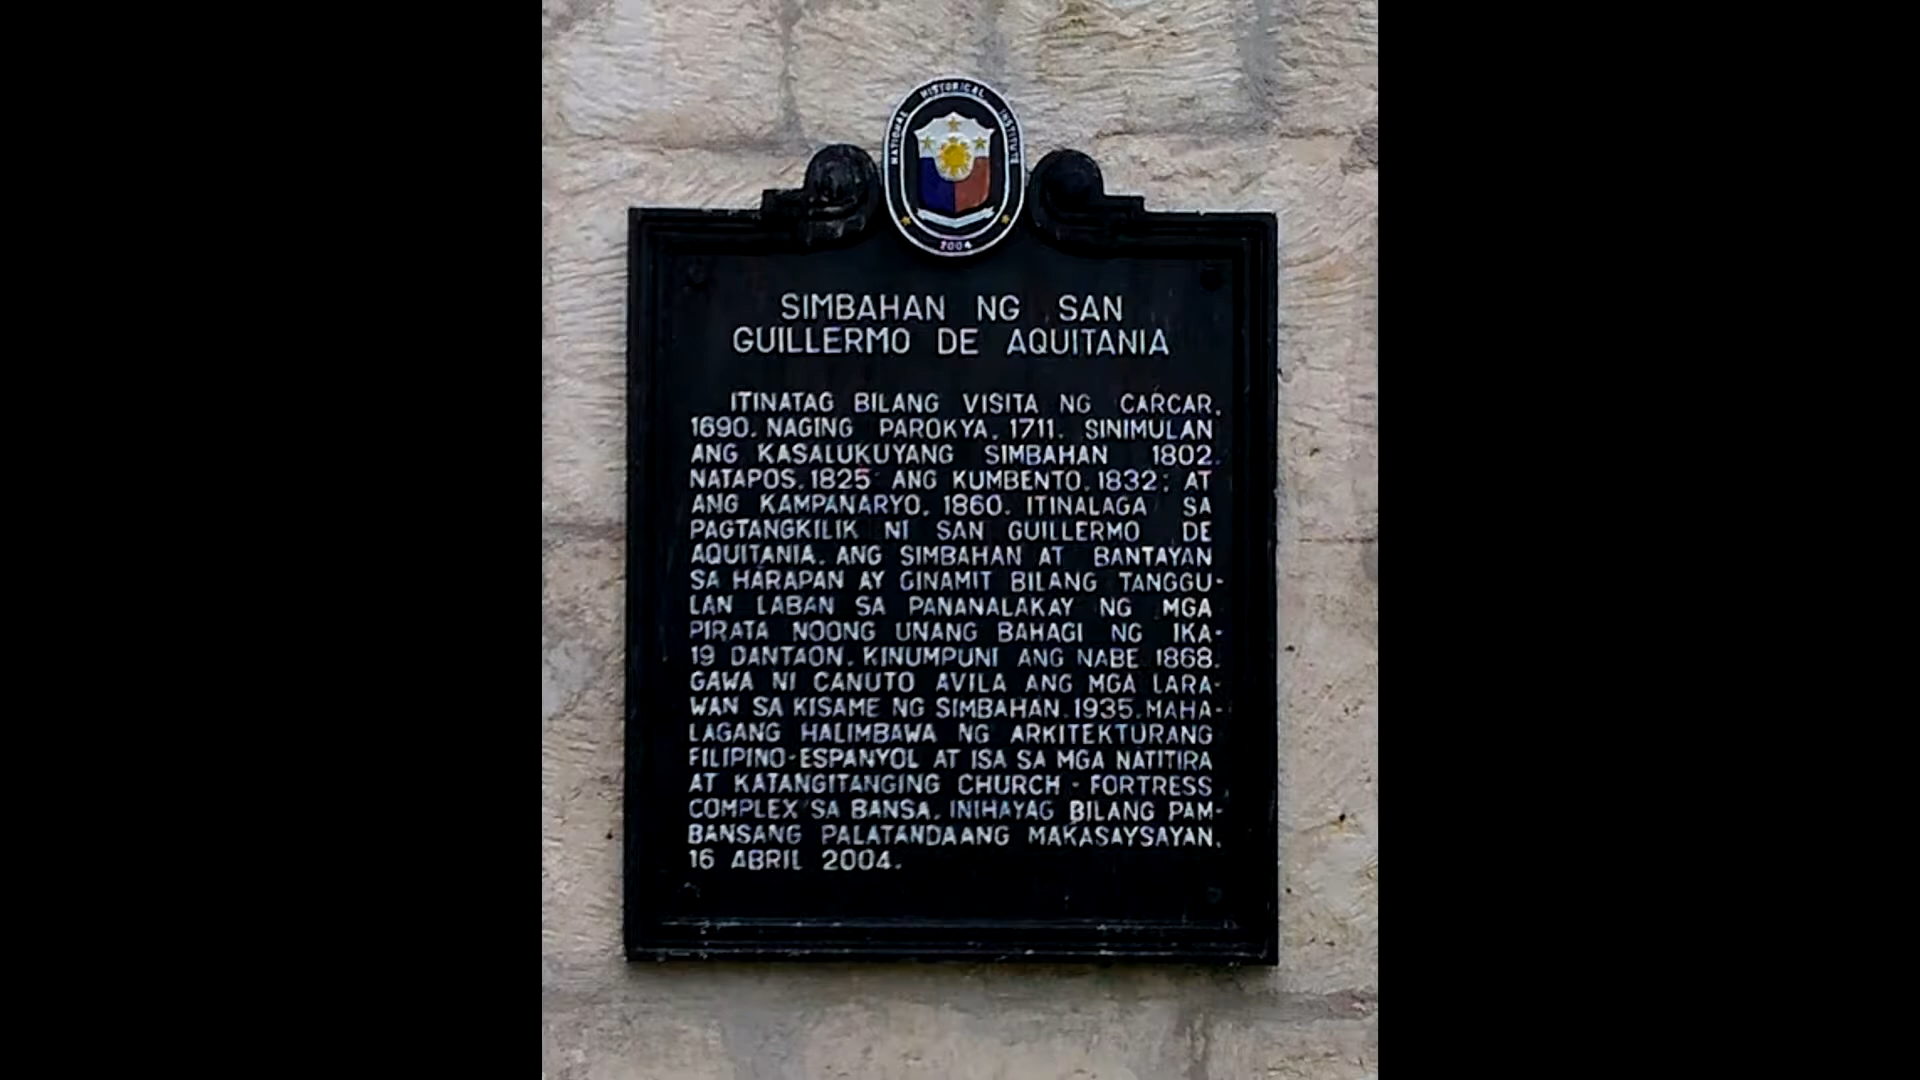 NATIONAL HISTORICAL INSTITUTE
2004
SIMBAHAN NG SAN
GUILLERMO DE AQUITANIA
ITINATAG BILANG VISITA NG CARCAR,
1690. NAGING PAROKYA, 1711. SINIMULAN
ANG KASALUKUYANG SIMBAHAN 1802,
NATAPOS, 1825 ANG KUMBENTO, 1832; AT
ANG KAMPANARYO, 1860. ITINALAGA SA
PAGTANGKILIK NI SAN GUILLERMO DE
AQUITANIA. ANG SIMBAHAN AT BANTAYAN
SA HARAPAN AY GINAMIT BILANG TANGGU-
LAN LABAN SA PANANALAKAY NG MGA
PIRATA NOONG UNANG BAHAGI NG IKA-
19 DANTAON. KINUMPUNI ANG NABE 1868.
GAWA NI CANUTO AVILA ANG MGA LARA-
WAN SA KISAME NG SIMBAHAN, 1935. MAHA-
LAGANG HALIMBAWA NG ARKITEKTURANG
FILIPINO-ESPANYOL AT ISA SA MGA NATITIRA
AT KATANGITANGING CHURCH - FORTRESS
COMPLEX SA BANSA. INIHAYAG BILANG PAM-
BANSANG PALATANDAANG MAKASAYSAYAN,
16 ABRIL 2004.